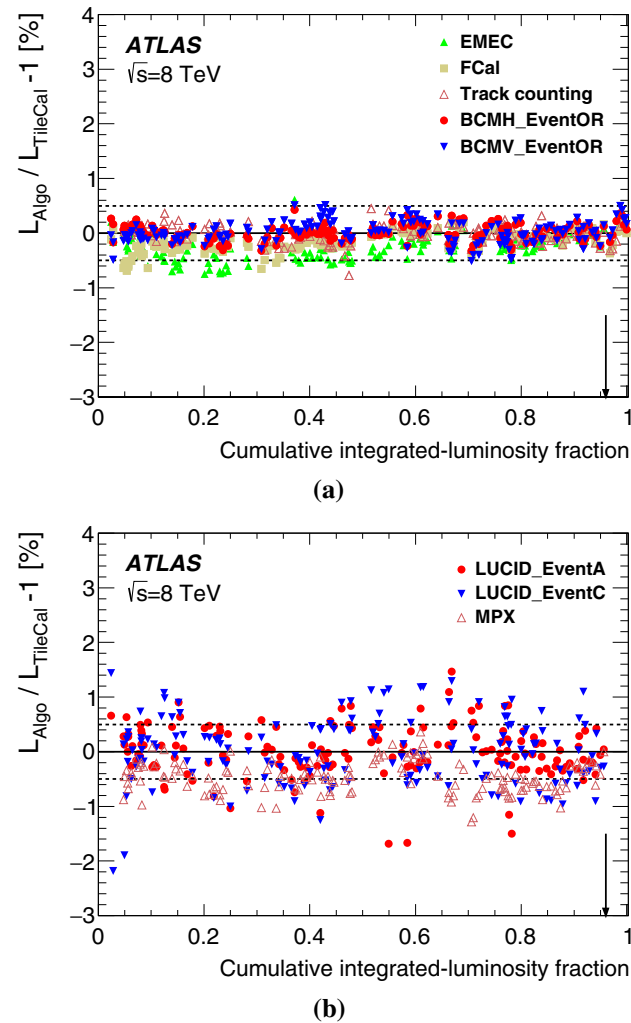 4
3
2
1
0
−1
−2
−3
L_Algo / L_TileCal -1 [%]
ATLAS
√s=8 TeV
EMEC
FCal
Track counting
BCMH_EventOR
BCMV_EventOR
0 0.2 0.4 0.6 0.8 1
Cumulative integrated-luminosity fraction
(a)
4
3
2
1
0
−1
−2
−3
L_Algo / L_TileCal -1 [%]
ATLAS
√s=8 TeV
LUCID_EventA
LUCID_EventC
MPX
0 0.2 0.4 0.6 0.8 1
Cumulative integrated-luminosity fraction
(b)